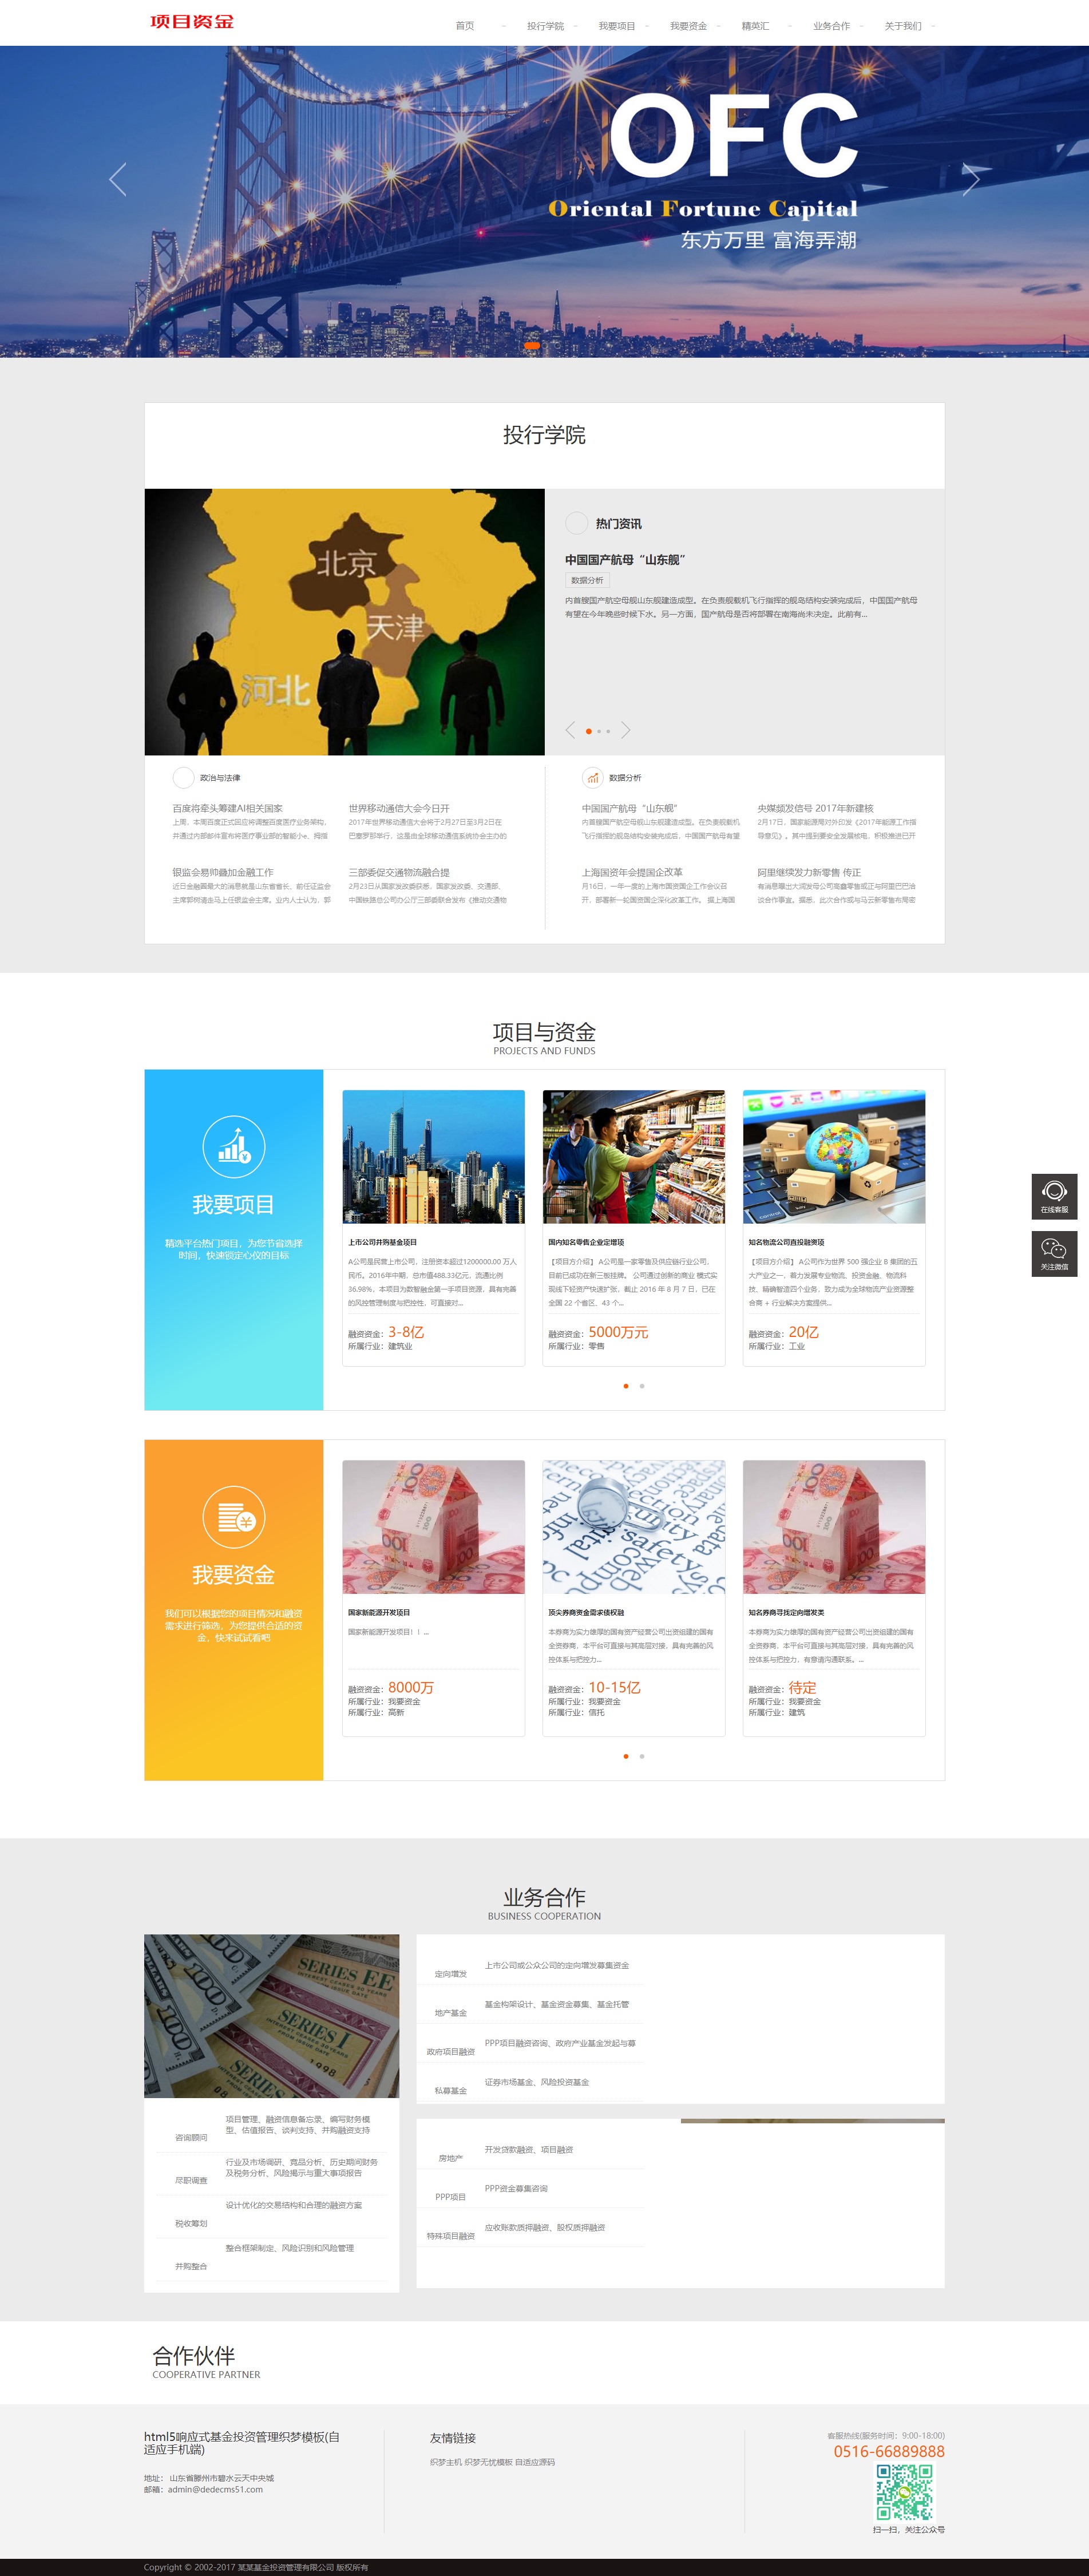 项目资金
首页 投行学院 我要项目 我要资金 精英汇 业务合作 关于我们
OFC
Oriental Fortune Capital
东方万里 富海弄潮
投行学院
北京
天津
河北
热门资讯
中国国产航母“山东舰”
数据分析
内首艘国产航空母舰山东舰建造成型。在负责舰载机飞行指挥的舰岛结构安装完成后，中国国产航母
有望在今年晚些时候下水。另一方面，国产航母是否将部署在南海尚未决定。此前有...
政治与法律
百度将牵头筹建AI相关国家
上周，本周百度正式回应将调整百度医疗业务架构，
并通过内部邮件宣布将医疗事业部的智能小e、拇指
世界移动通信大会今日开
2017年世界移动通信大会将于2月27日至3月2日在
巴塞罗那举行，这是由全球移动通信系统协会主办的
银监会易帅叠加金融工作
近日金融圈最大的消息就是山东省省长、前任证监会
主席郭树清走马上任银监会主席。业内人士认为，郭
三部委促交通物流融合提
2月23日从国家发改委获悉，国家发改委、交通部、
中国铁路总公司办公厅三部委联合发布《推动交通物
数据分析
中国国产航母“山东舰”
内首艘国产航空母舰山东舰建造成型。在负责舰载机
飞行指挥的舰岛结构安装完成后，中国国产航母有望
央媒频发信号 2017年新建核
2月17日，国家能源局对外印发《2017年能源工作指
导意见》。其中提到要安全发展核电，积极推进已开
上海国资年会提国企改革
月16日，一年一度的上海市国资国企工作会议召
开，部署新一轮国资国企深化改革工作。 据上海国
阿里继续发力新零售 传正
有消息曝出大润发母公司高鑫零售或正与阿里巴巴洽
谈合作事宜。据悉，此次合作或与马云新零售布局密
项目与资金
PROJECTS AND FUNDS
我要项目
精选平台热门项目，为您节省选择
时间，快速锁定心仪的目标
上市公司并购基金项目
A公司是民营上市公司，注册资本超过1200000.00 万人
民币。2016年中期，总市值488.33亿元，流通比例
36.98%，本项目为数智融金第一手项目资源，具有完善
的风控管理制度与把控性，可直接对...
融资资金：3-8亿
所属行业：建筑业
国内知名零售企业定增项
【项目方介绍】 A公司是一家零售及供应链行业公司，
目前已成功在新三板挂牌。 公司通过创新的商业 模式实
现线下轻资产快速扩张，截止 2016 年 8 月 7 日，已在
全国 22 个省区、43 个...
融资资金：5000万元
所属行业：零售
知名物流公司直投融资项
【项目方介绍】 A公司作为世界 500 强企业 B 集团的五
大产业之一，着力发展专业物流、投资金融、物流科
技、精确智造四个业务，致力成为全球物流产业资源整
合商 + 行业解决方案提供...
融资资金：20亿
所属行业：工业
在线客服
关注微信
我要资金
我们可以根据您的项目情况和融资
需求进行筛选，为您提供合适的资
金，快来试试看吧
国家新能源开发项目
国家新能源开发项目！！...
融资资金：8000万
所属行业：我要资金
所属行业：高新
顶尖券商资金需求债权融
本券商为实力雄厚的国有资产经营公司出资组建的国有
全资券商，本平台可直接与其高层对接，具有完善的风
控体系与把控力...
融资资金：10-15亿
所属行业：我要资金
所属行业：信托
知名券商寻找定向增发类
本券商为实力雄厚的国有资产经营公司出资组建的国有
全资券商，本平台可直接与其高层对接，具有完善的风
控体系与把控力，有意请沟通联系。...
融资资金：待定
所属行业：我要资金
所属行业：建筑
业务合作
BUSINESS COOPERATION
SERIES EE
SERIES I
1998
咨询顾问
项目管理、融资信息备忘录、编写财务模
型、估值报告、谈判支持、并购融资支持
尽职调查
行业及市场调研、竞品分析、历史期间财务
及税务分析、风险揭示与重大事项报告
税收筹划
设计优化的交易结构和合理的融资方案
并购整合
整合框架制定、风险识别和风险管理
定向增发
上市公司或公众公司的定向增发募集资金
地产基金
基金构架设计、基金资金募集、基金托管
政府项目融资
PPP项目融资咨询、政府产业基金发起与募
私募基金
证券市场基金、风险投资基金
房地产
开发贷款融资、项目融资
PPP项目
PPP资金募集咨询
特殊项目融资
应收账款质押融资、股权质押融资
合作伙伴
COOPERATIVE PARTNER
html5响应式基金投资管理织梦模板(自
适应手机端)
地址： 山东省滕州市碧水云天中央城
邮箱：admin@dedecms51.com
友情链接
织梦主机 织梦无忧模板 自适应源码
客服热线(服务时间：9:00-18:00)
0516-66889888
扫一扫，关注公众号
Copyright © 2002-2017 某某基金投资管理有限公司 版权所有